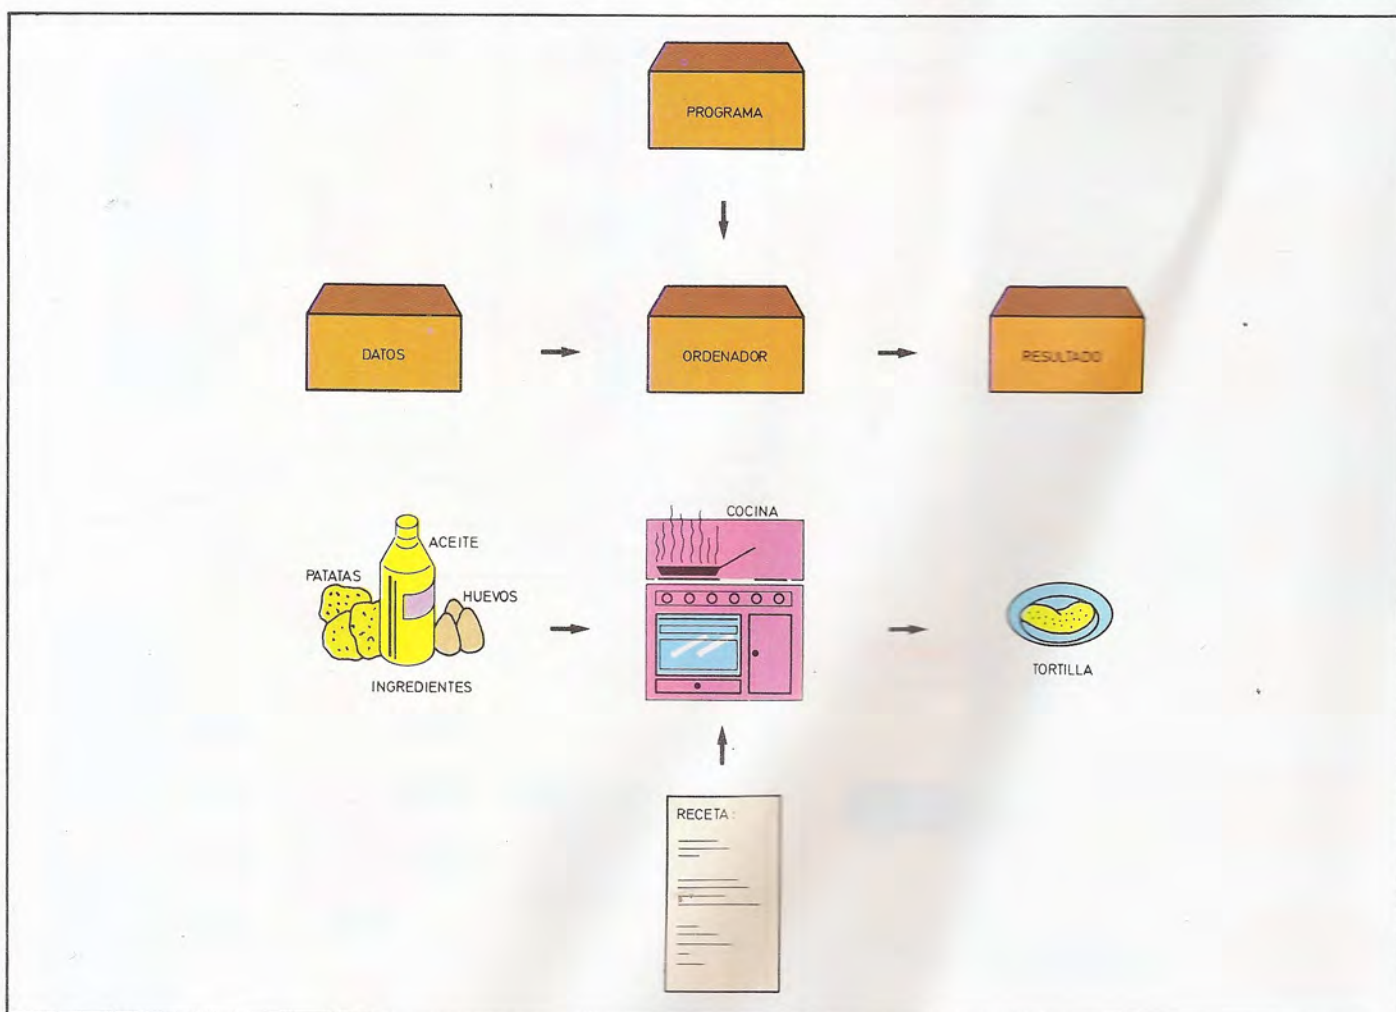 PROGRAMA
DATOS
ORDENADOR
RESULTADO
COCINA
ACEITE
PATATAS
HUEVOS
INGREDIENTES
TORTILLA
RECETA: